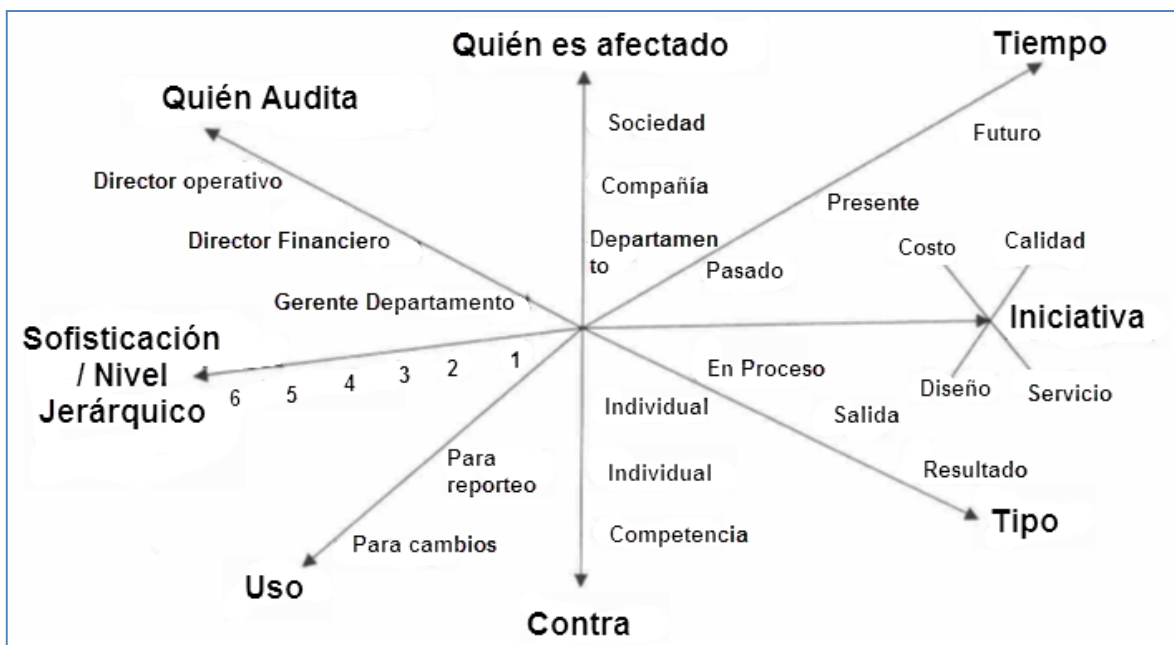 Quién es afectado
Tiempo
Quién Audita
Sociedad
Futuro
Director operativo
Compañía
Presente
Director Financiero
Departamen
to
Pasado
Costo
Calidad
Gerente Departamento
Iniciativa
Sofisticación
/ Nivel
Jerárquico
6 5 4 3 2 1
En Proceso
Diseño
Servicio
Individual
Salida
Para
reporteo
Individual
Resultado
Para cambios
Competencia
Tipo
Uso
Contra